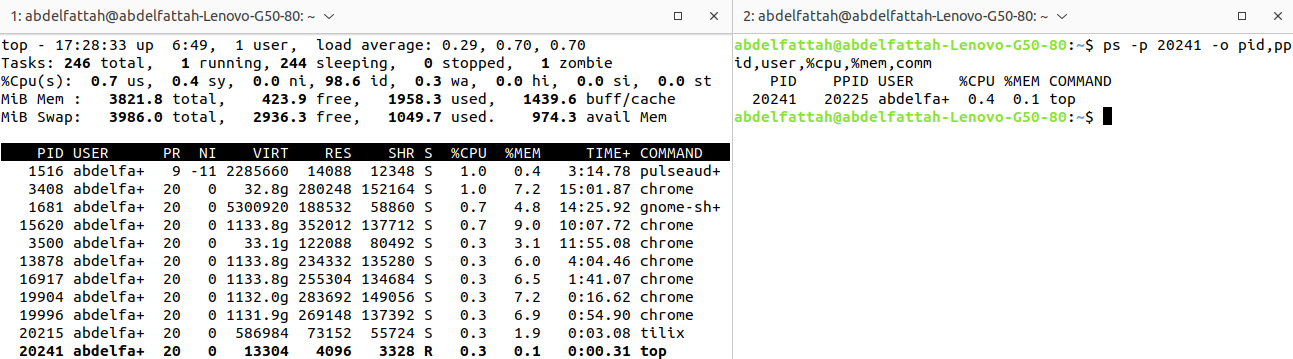 1: abdelfattah@abdelfattah-Lenovo-G50-80: ~
top - 17:28:33 up  6:49,  1 user,  load average: 0.29, 0.70, 0.70
Tasks: 246 total,   1 running, 244 sleeping,   0 stopped,   1 zombie
%Cpu(s):  0.7 us,  0.4 sy,  0.0 ni, 98.6 id,  0.3 wa,  0.0 hi,  0.0 si,  0.0 st
MiB Mem :   3821.8 total,    423.9 free,   1958.3 used,   1439.6 buff/cache
MiB Swap:   3986.0 total,   2936.3 free,   1049.7 used.    974.3 avail Mem
    PID USER      PR  NI    VIRT    RES    SHR S  %CPU  %MEM     TIME+ COMMAND
   1516 abdelfa+   9 -11 2285660  14088  12348 S   1.0   0.4   3:14.78 pulseaud+
   3408 abdelfa+  20   0   32.8g 280248 152164 S   1.0   7.2  15:01.87 chrome
   1681 abdelfa+  20   0 5300920 188532  58860 S   0.7   4.8  14:25.92 gnome-sh+
  15620 abdelfa+  20   0 1133.8g 352012 137712 S   0.7   9.0  10:07.72 chrome
   3500 abdelfa+  20   0   33.1g 122088  80492 S   0.3   3.1  11:55.08 chrome
  13878 abdelfa+  20   0 1133.8g 234332 135280 S   0.3   6.0   4:04.46 chrome
  16917 abdelfa+  20   0 1133.8g 255304 134684 S   0.3   6.5   1:41.07 chrome
  19904 abdelfa+  20   0 1132.0g 283692 149056 S   0.3   7.2   0:16.62 chrome
  19996 abdelfa+  20   0 1131.9g 269148 137392 S   0.3   6.9   0:54.90 chrome
  20215 abdelfa+  20   0  586984  73152  55724 S   0.3   1.9   0:03.08 tilix
  20241 abdelfa+  20   0   13304   4096   3328 R   0.3   0.1   0:00.31 top
2: abdelfattah@abdelfattah-Lenovo-G50-80: ~
abdelfattah@abdelfattah-Lenovo-G50-80:~$ ps -p 20241 -o pid,pp
id,user,%cpu,%mem,comm
    PID    PPID USER     %CPU %MEM COMMAND
  20241   20225 abdelfa+  0.4  0.1 top
abdelfattah@abdelfattah-Lenovo-G50-80:~$